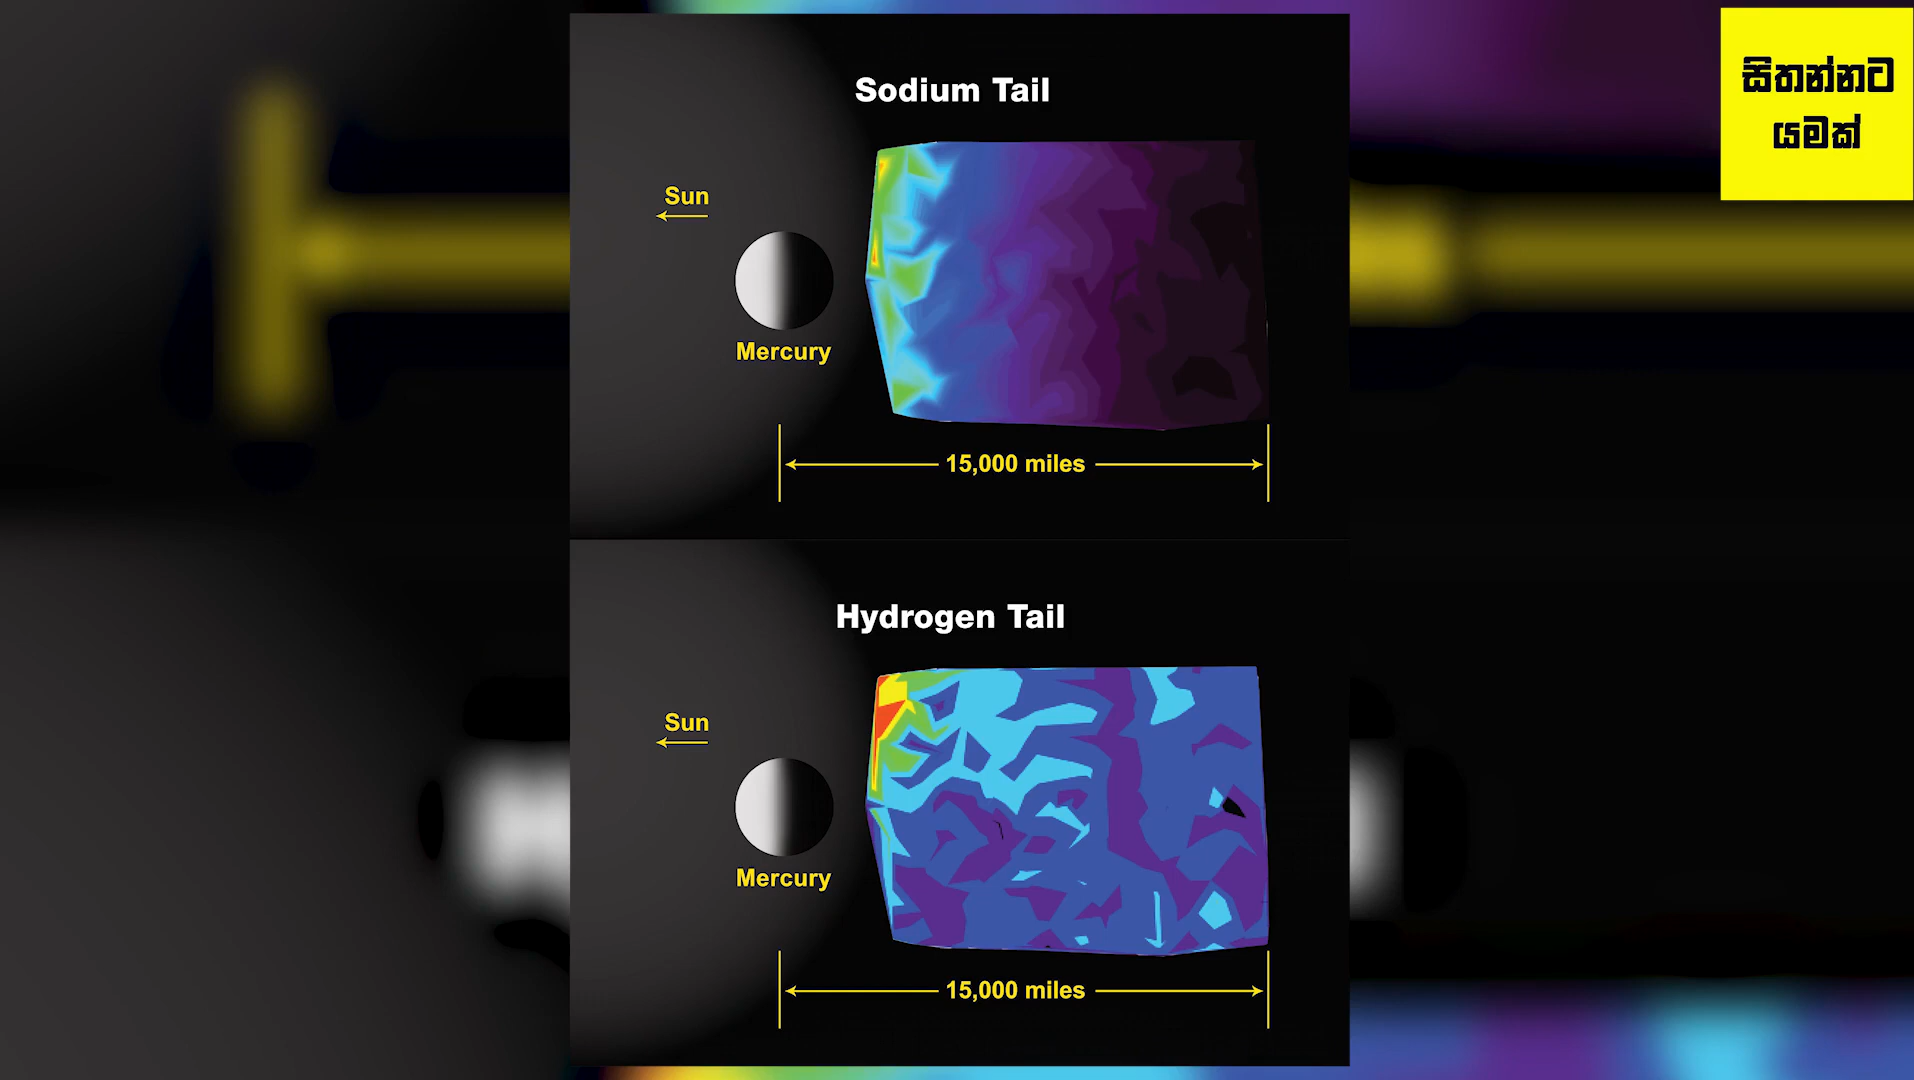 Sodium Tail
Sun
Mercury
15,000 miles
Hydrogen Tail
Sun
Mercury
15,000 miles
සිතන්නට
යමක්